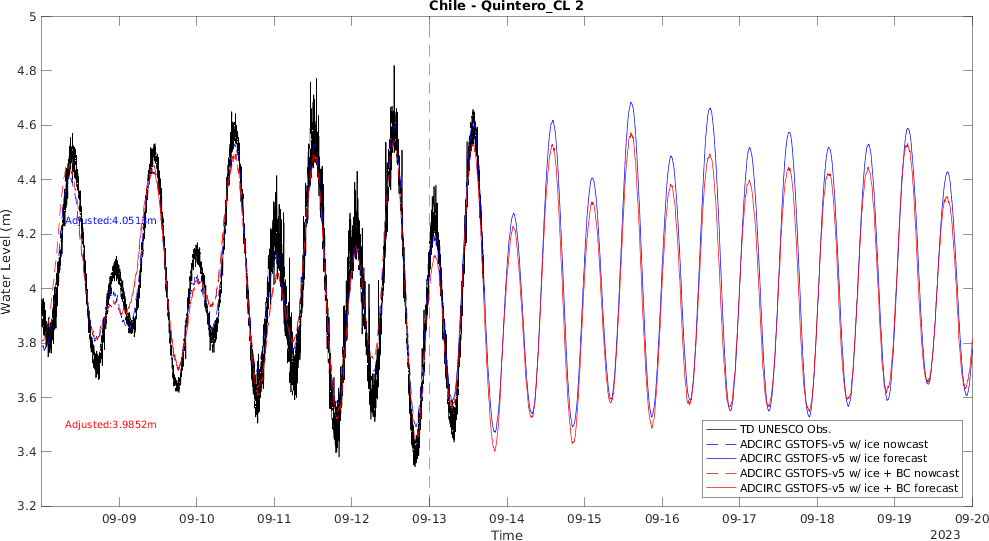 Chile - Quintero_CL 2
Water Level (m)
5
4.8
4.6
4.4
4.2
4
3.8
3.6
3.4
3.2
Adjusted:4.0515m
Adjusted:3.9852m
TD UNESCO Obs.
ADCIRC GSTOFS-v5 w/ ice nowcast
ADCIRC GSTOFS-v5 w/ ice forecast
ADCIRC GSTOFS-v5 w/ ice + BC nowcast
ADCIRC GSTOFS-v5 w/ ice + BC forecast
09-09 09-10 09-11 09-12 09-13 09-14 09-15 09-16 09-17 09-18 09-19 09-20
Time
2023